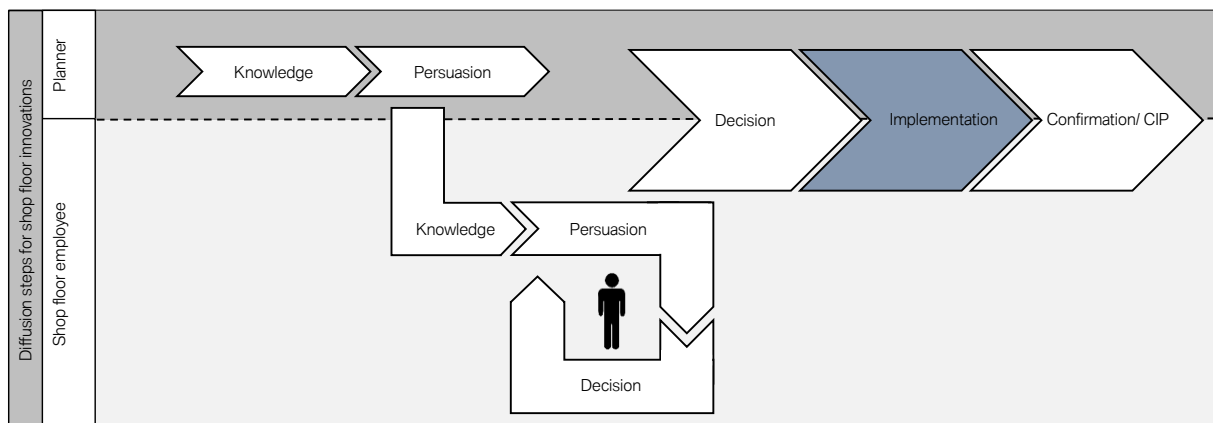 Diffusion steps for shop floor innovations
Planner
Shop floor employee
Knowledge
Persuasion
Decision
Implementation
Confirmation/ CIP
Knowledge
Persuasion
Decision